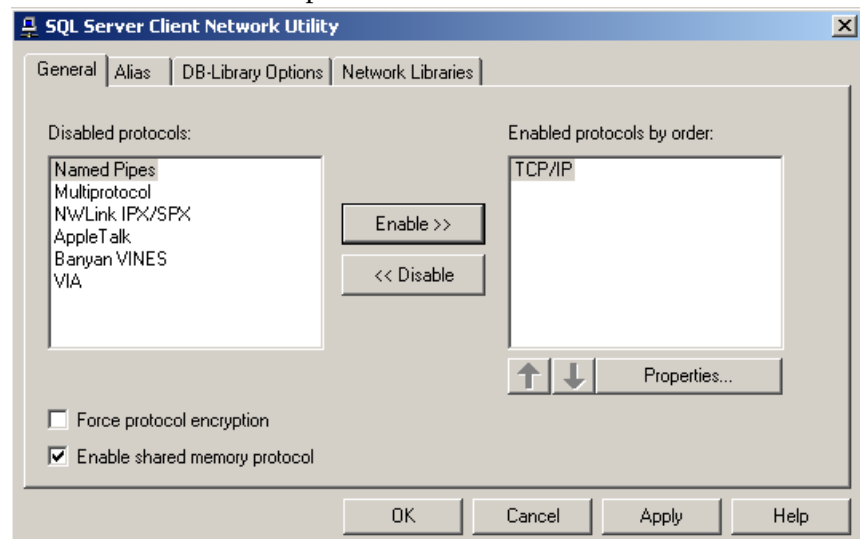 SQL Server Client Network Utility
General
Alias
DB-Library Options
Network Libraries
Disabled protocols:
Named Pipes
Multiprotocol
NWLink IPX/SPX
AppleTalk
Banyan VINES
VIA
Enable >>
<< Disable
Enabled protocols by order:
TCP/IP
Properties...
Force protocol encryption
Enable shared memory protocol
OK
Cancel
Apply
Help